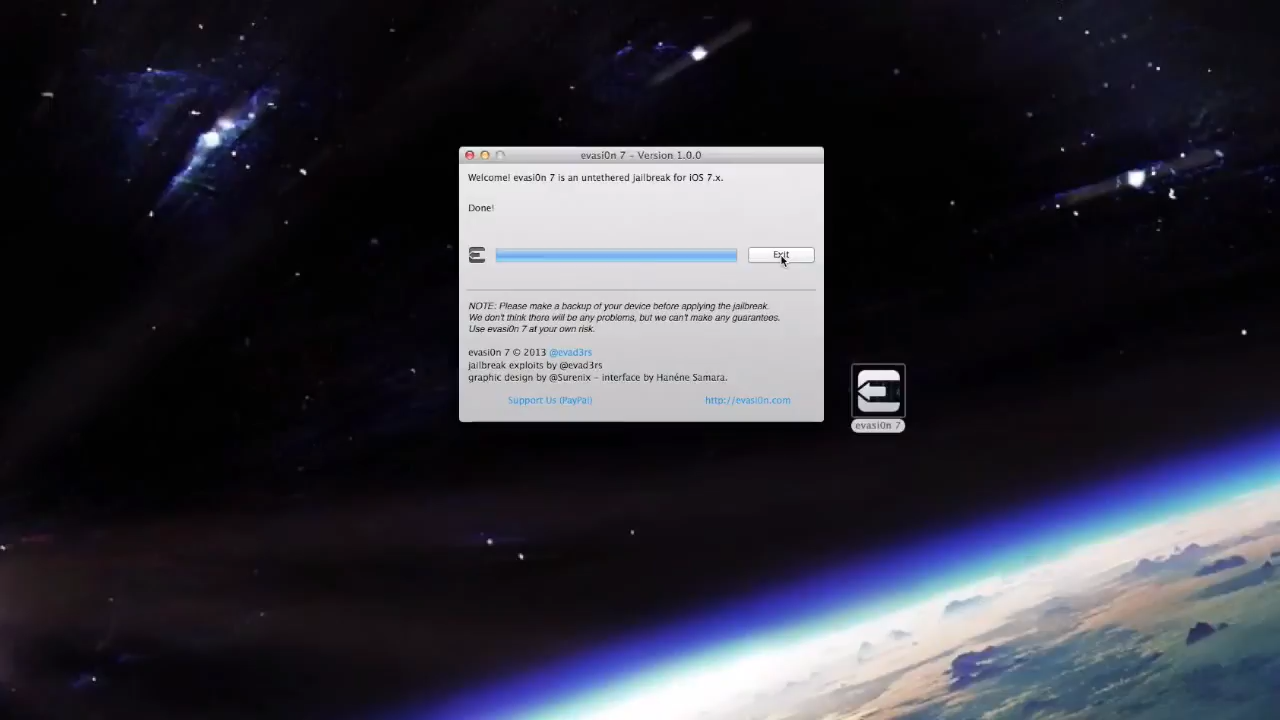 evasi0n 7 – Version 1.0.0
Welcome! evasi0n 7 is an untethered jailbreak for iOS 7.x.
Done!
Exit
NOTE: Please make a backup of your device before applying the jailbreak.
We don't think there will be any problems, but we can't make any guarantees.
Use evasi0n 7 at your own risk.
evasi0n 7 © 2013 @evad3rs
jailbreak exploits by @evad3rs
graphic design by @Surenix – interface by Hanéne Samara.
Support Us (PayPal) http://evasi0n.com
evasi0n 7